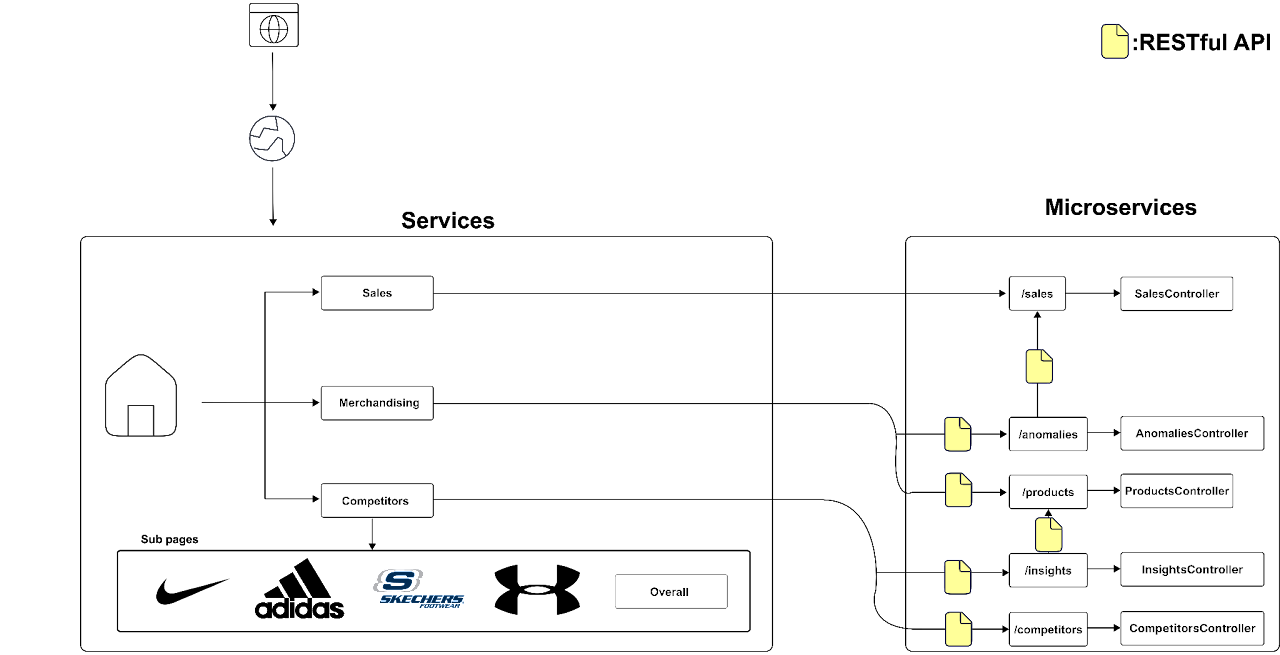 :RESTful API
Services
Microservices
Sales
/sales
SalesController
Merchandising
/anomalies
AnomaliesController
/products
ProductsController
Competitors
Sub pages
/insights
InsightsController
adidas
S
SKECHERS
FOOTWEAR
Overall
/competitors
CompetitorsController